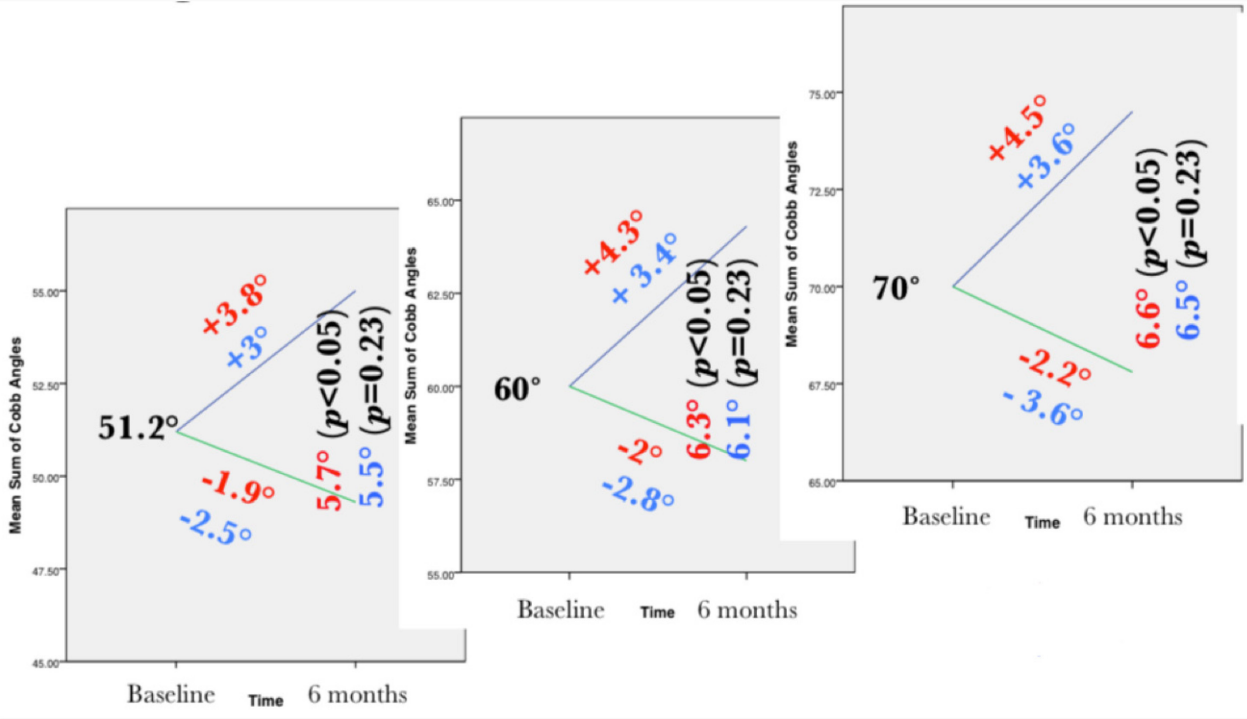 Mean Sum of Cobb Angles
55.00
52.50
50.00
47.50
45.00
51.2°
+3.8°
+3°
-1.9°
-2.5°
5.7° (p<0.05)
5.5° (p=0.23)
Baseline Time 6 months
Mean Sum of Cobb Angles
65.00
62.50
60.00
57.50
55.00
60°
+4.3°
+ 3.4°
-2°
-2.8°
6.3° (p<0.05)
6.1° (p=0.23)
Baseline Time 6 months
Mean Sum of Cobb Angles
75.00
72.50
70.00
67.50
65.00
70°
+4.5°
+3.6°
-2.2°
- 3.6°
6.6° (p<0.05)
6.5° (p=0.23)
Baseline Time 6 months